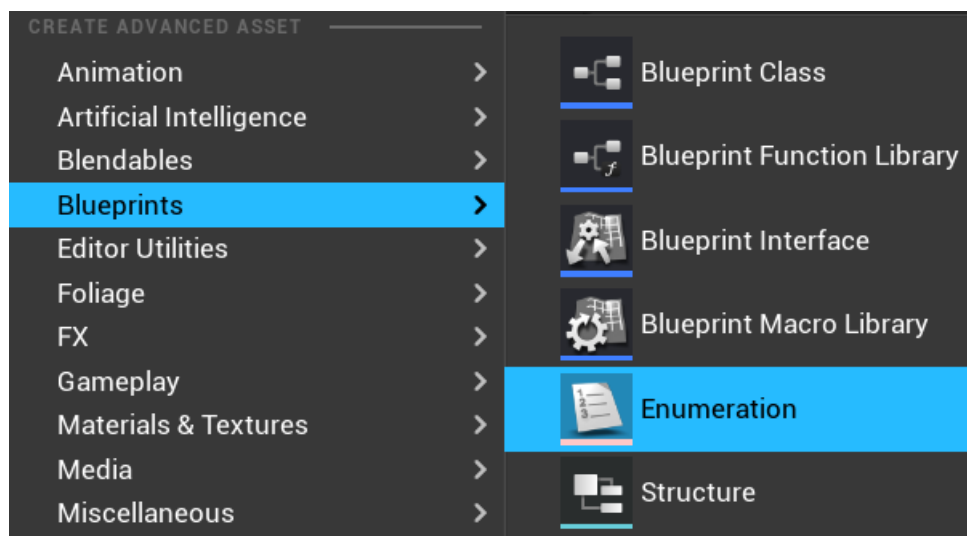 CREATE ADVANCED ASSET
Animation
Artificial Intelligence
Blendables
Blueprints
Editor Utilities
Foliage
FX
Gameplay
Materials & Textures
Media
Miscellaneous
Blueprint Class
Blueprint Function Library
Blueprint Interface
Blueprint Macro Library
Enumeration
Structure